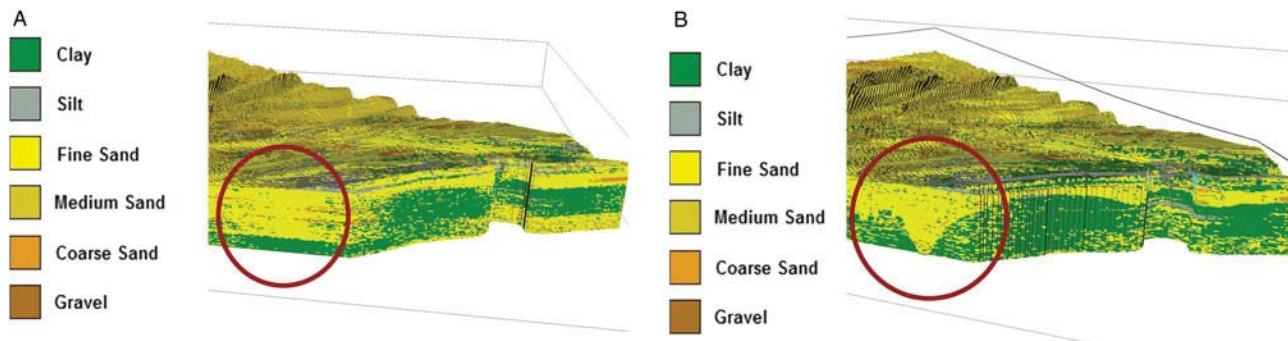 A
Clay
Silt
Fine Sand
Medium Sand
Coarse Sand
Gravel
B
Clay
Silt
Fine Sand
Medium Sand
Coarse Sand
Gravel